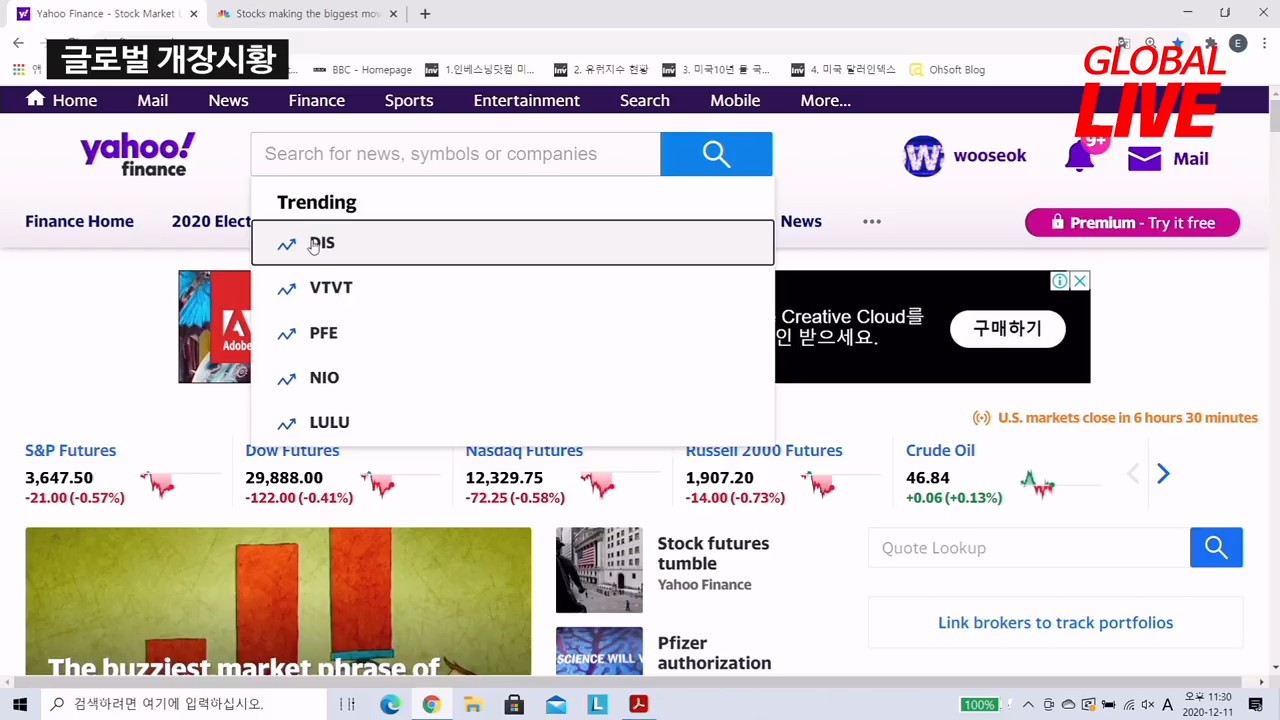 Yahoo Finance - Stock Market L
Stocks making the biggest mov
글로벌 개장시황
BBC - Homepage
1.인베스팅닷컴 미...
2. 유럽지수 현황
3. 미국10년 물 국...
4. 미국 달러인덱스
OhSoft Blog
E
GLOBAL
LIVE
Home
Mail
News
Finance
Sports
Entertainment
Search
Mobile
More...
yahoo!
finance
Search for news, symbols or companies
W
wooseok
9+
Mail
Finance Home
2020 Elect
News
Premium - Try it free
Trending
DIS
VTVT
PFE
NIO
LULU
Adobe
Creative Cloud를
인 받으세요.
구매하기
U.S. markets close in 6 hours 30 minutes
S&P Futures
3,647.50
-21.00 (-0.57%)
Dow Futures
29,888.00
-122.00 (-0.41%)
Nasdaq Futures
12,329.75
-72.25 (-0.58%)
Russell 2000 Futures
1,907.20
-14.00 (-0.73%)
Crude Oil
46.84
+0.06 (+0.13%)
The buzziest market phrase of
Stock futures
tumble
Yahoo Finance
SCIENCE WILL
Pfizer
authorization
Quote Lookup
Link brokers to track portfolios
검색하려면 여기에 입력하십시오.
100%
A
오후 11:30
2020-12-11